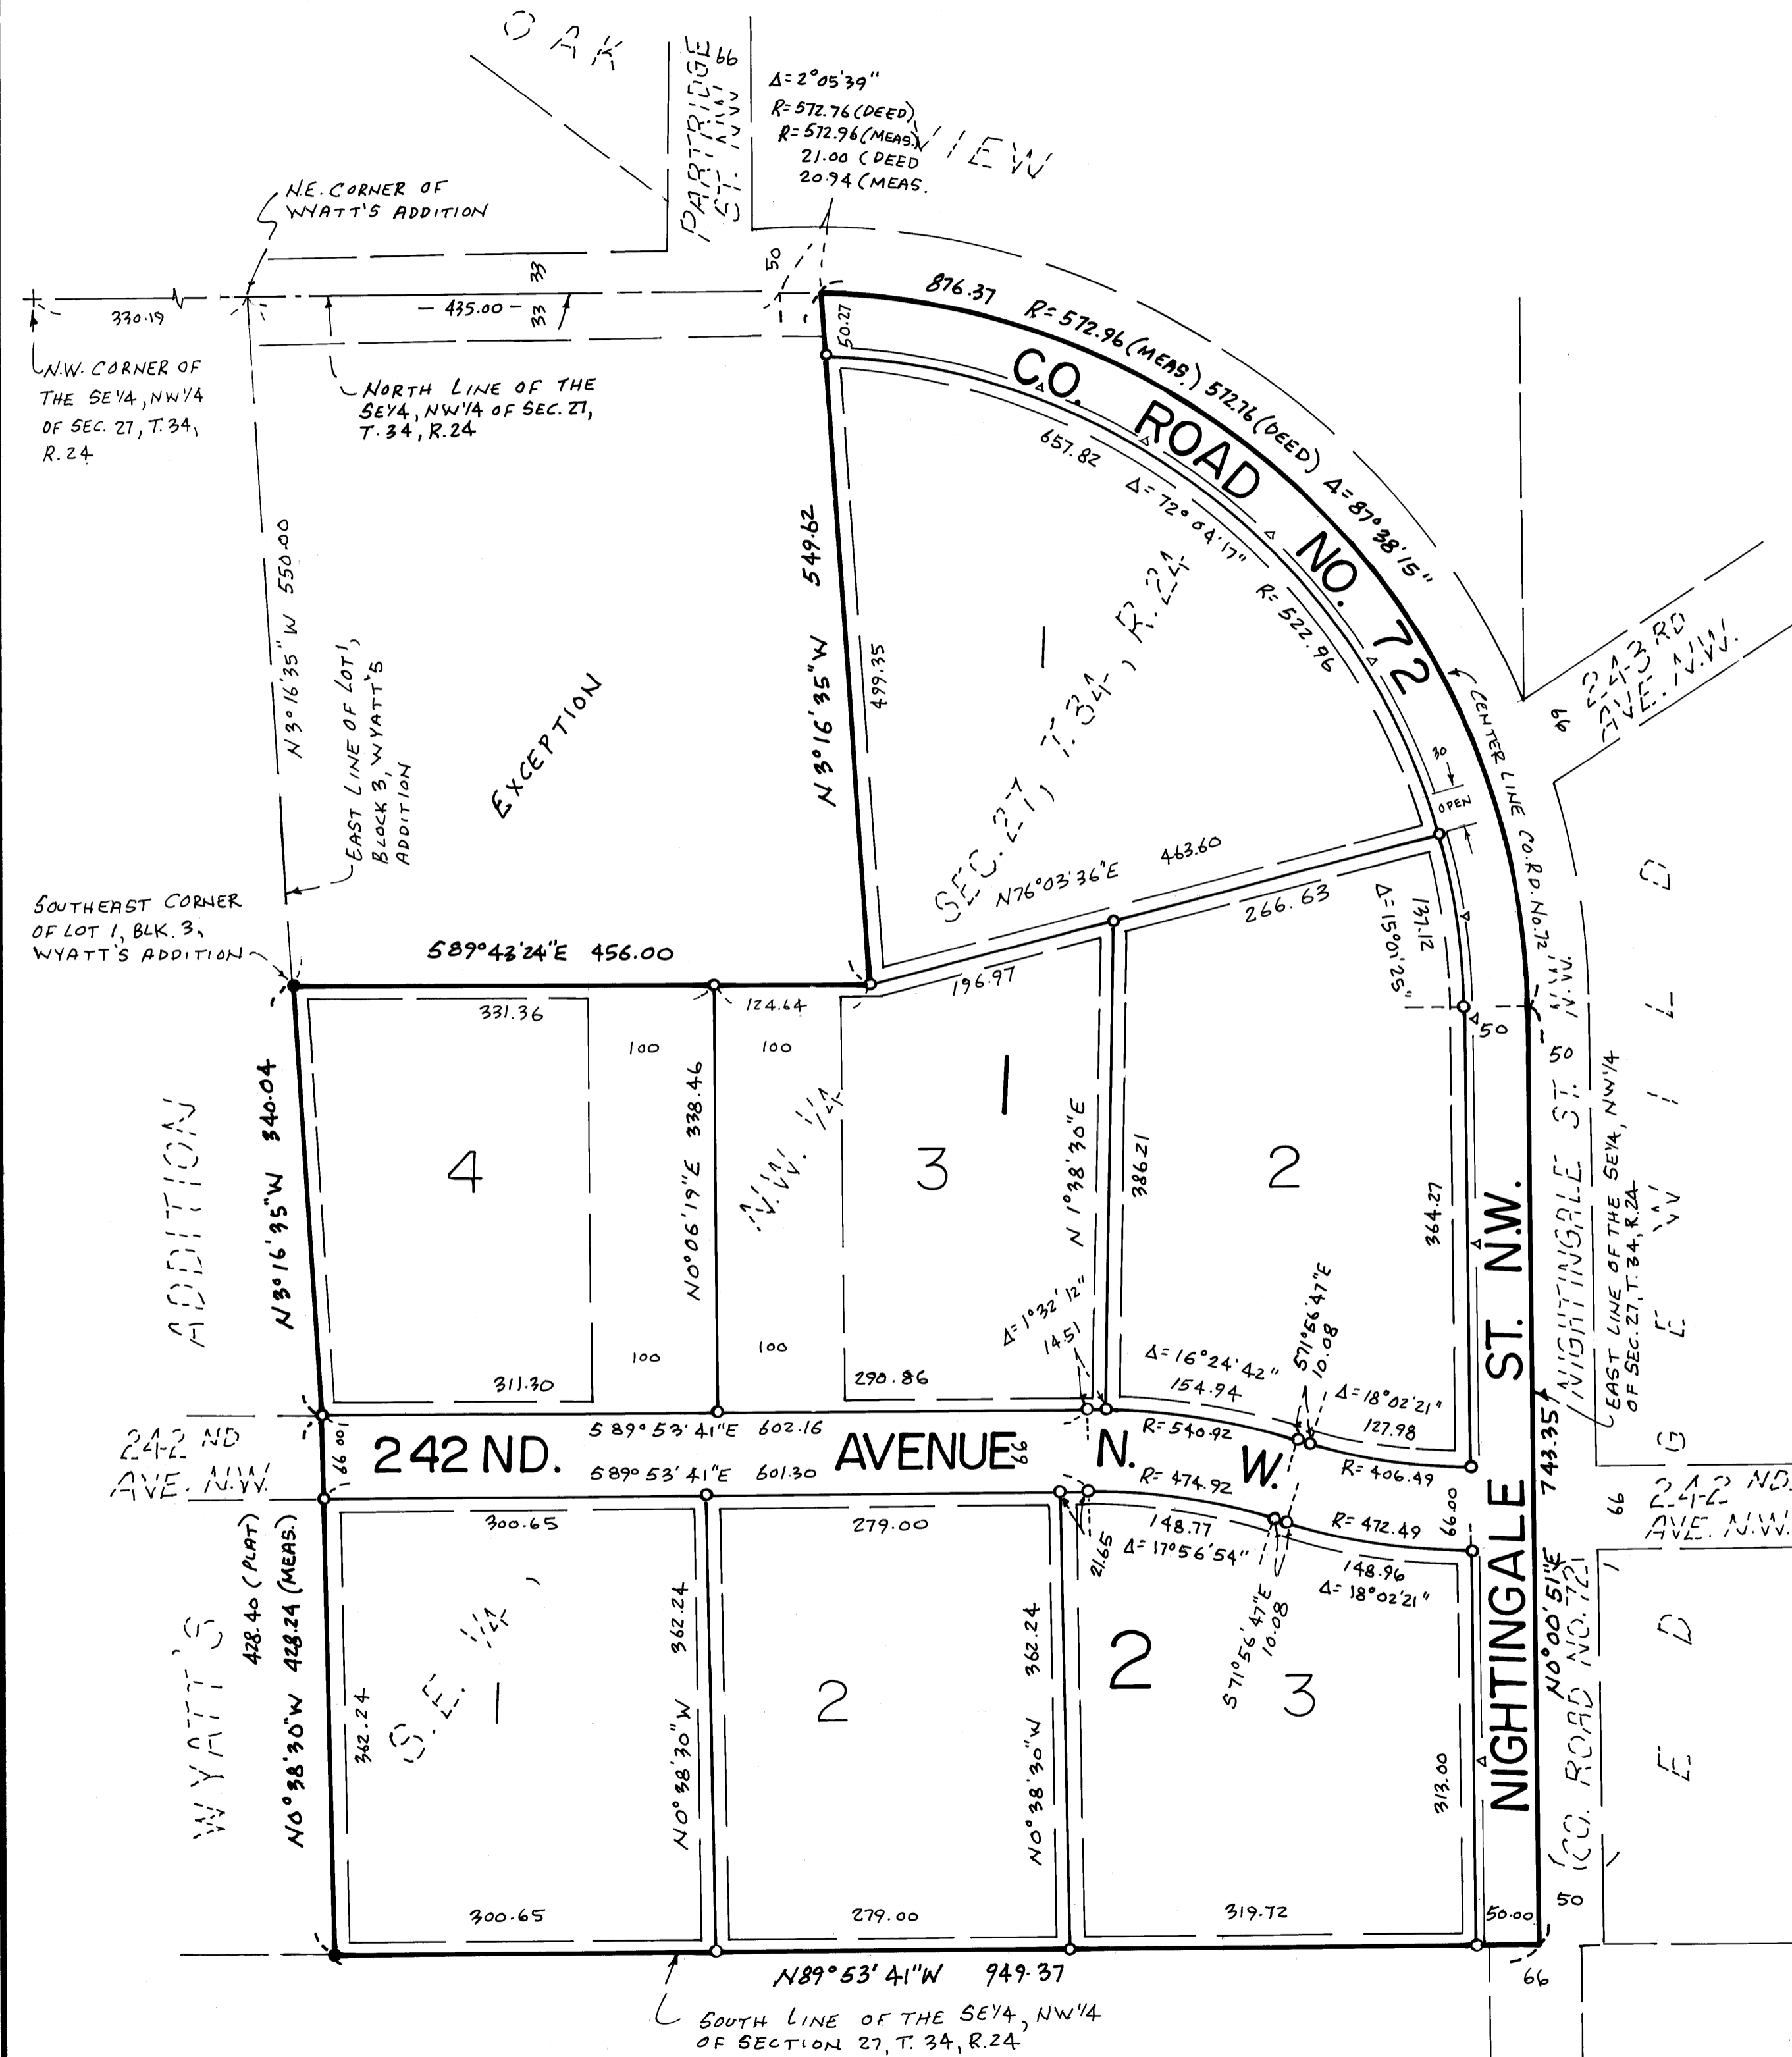 OAK
VIEW
PARTRIDGE
ST. NW
66
Δ=2°05'39"
R=572.76(DEED)
R=572.96(MEAS.)
21.00 (DEED
20.94 (MEAS.
N.E. CORNER OF
WYATT'S ADDITION
330.19
435.00
33
33
50
N.W. CORNER OF
THE SE1/4, NW1/4
OF SEC. 27, T.34,
R.24
NORTH LINE OF THE
SE1/4, NW1/4 OF SEC. 27,
T.34, R.24
50.27
876.37 R=572.96(MEAS.) 572.76(DEED) Δ=87°38'15"
CO. ROAD NO. 72
657.82
Δ=72°04'17"
R=522.96
243 RD
AVE. N.W.
66
N3°16'35"W 550.00
EAST LINE OF LOT 1,
BLOCK 3, WYATT'S
ADDITION
EXCEPTION
N3°16'35"W 549.62
499.35
1
SEC. 27, T.34, R.24
30
OPEN
CENTER LINE CO. RD. NO. 72
N76°03'36"E 463.60
266.63
196.97
137.12
Δ=15°01'25"
SOUTHEAST CORNER
OF LOT 1, BLK. 3,
WYATT'S ADDITION
S89°43'24"E 456.00
331.36
124.64
100
100
50
50
EDGEWILD
N3°16'35"W 340.04
ADDITION
4
N0°06'19"E 338.46
N.W. 1/4
3
1
N1°38'30"E
386.21
2
364.27
NIGHTINGALE ST. N.W.
NIGHTINGALE ST. N.W.
EAST LINE OF THE SE1/4, NW1/4
OF SEC. 27, T.34, R.24
100
100
311.30
290.86
Δ=1°32'12"
14.51
Δ=16°24'42"
154.94
S71°56'47"E
10.08
Δ=18°02'21"
127.98
S89°53'41"E 602.16
R=540.92
R=406.49
242 ND
AVE. N.W.
66.00
242 ND. AVENUE N. W.
66
S89°53'41"E 601.30
R=474.92
R=472.49
66.00
743.35
N0°00'51"E
66
242 ND.
AVE. N.W.
300.65
279.00
21.65
148.77
Δ=17°56'54"
148.96
Δ=18°02'21"
S71°56'47"E
10.08
428.40 (PLAT)
N0°38'30"W 428.24 (MEAS.)
WYATT'S
362.24
S.E. 1/4
1
N0°38'30"W 362.24
2
N0°38'30"W 362.24
2
3
313.00
(CO. ROAD NO. 72)
300.65
279.00
319.72
50.00
50
66
N89°53'41"W 949.37
SOUTH LINE OF THE SE1/4, NW1/4
OF SECTION 27, T. 34, R.24